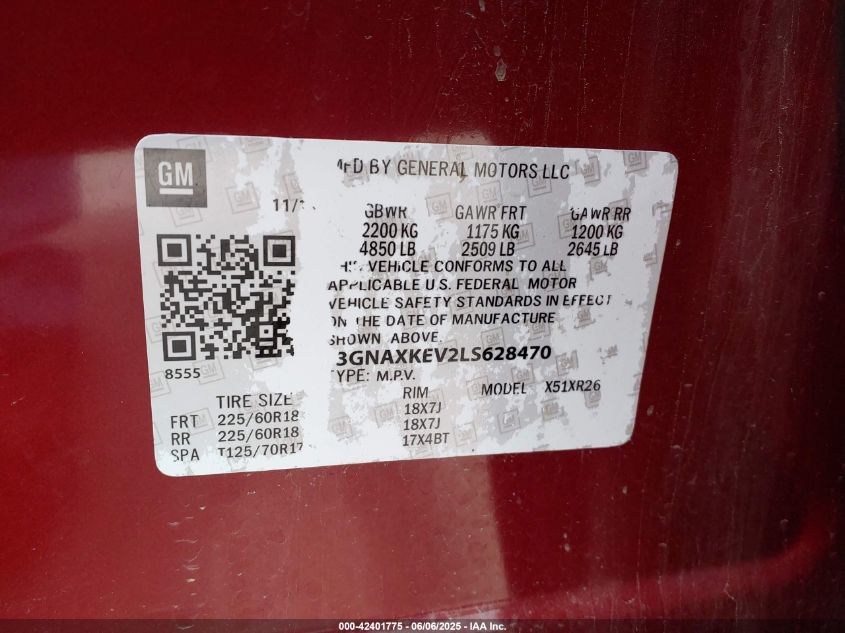 GM
MFD BY GENERAL MOTORS LLC
11/1
GBWR GAWR FRT GAWR RR
2200 KG 1175 KG 1200 KG
4850 LB 2509 LB 2645 LB
THIS VEHICLE CONFORMS TO ALL
APPLICABLE U.S. FEDERAL MOTOR
VEHICLE SAFETY STANDARDS IN EFFECT
ON THE DATE OF MANUFACTURE
SHOWN ABOVE.
3GNAXKEV2LS628470
8555
TYPE: M.P.V.
MODEL X51XR26
TIRE SIZE RIM
FRT 225/60R18 18X7J
RR 225/60R18 18X7J
SPA T125/70R17 17X4BT
000-42401775 - 06/06/2025 - IAA Inc.